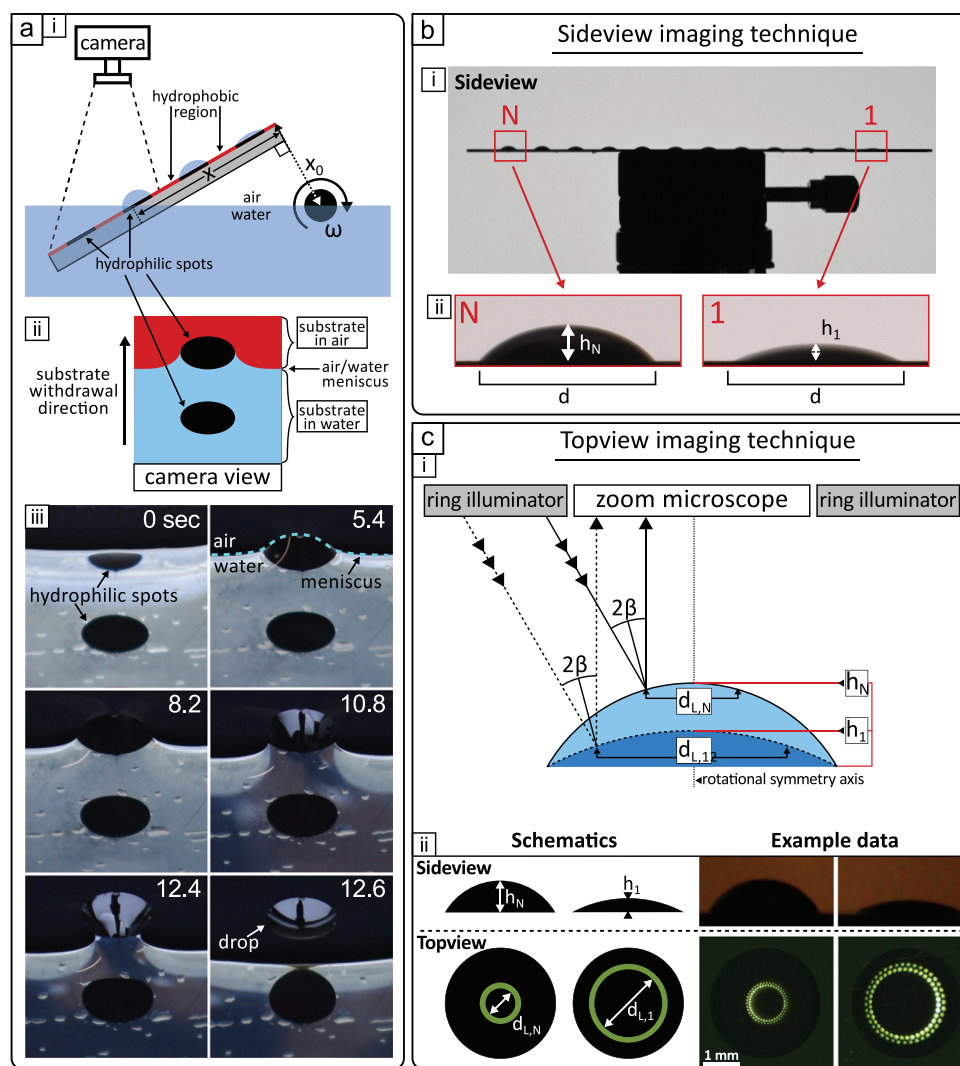 a
i
camera
hydrophobic
region
x₀
X
air
water
ω
hydrophilic spots
ii
substrate
withdrawal
direction
substrate
in air
air/water
meniscus
substrate
in water
camera view
iii
0 sec
hydrophilic spots
5.4
air
water
meniscus
8.2
10.8
12.4
12.6
drop
b
Sideview imaging technique
i
Sideview
N
1
ii
N
hN
d
1
h1
d
c
Topview imaging technique
i
ring illuminator
zoom microscope
ring illuminator
2β
2β
dL,N
hN
h1
dL,12
rotational symmetry axis
ii
Schematics
Example data
Sideview
hN
h1
Topview
dL,N
dL,1
1 mm